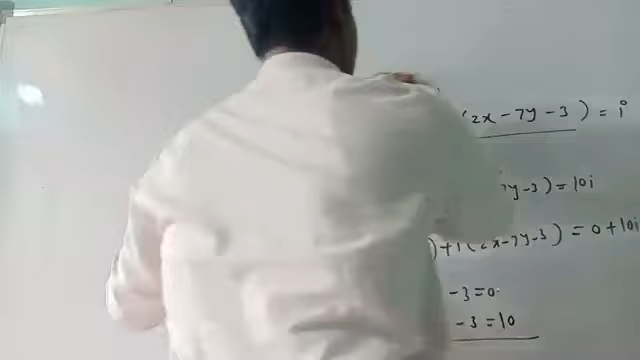 (2x-7y-3) = i
7y-3) = 10i
) + i(2x-7y-3) = 0 + 10i
-3=0
-3=10